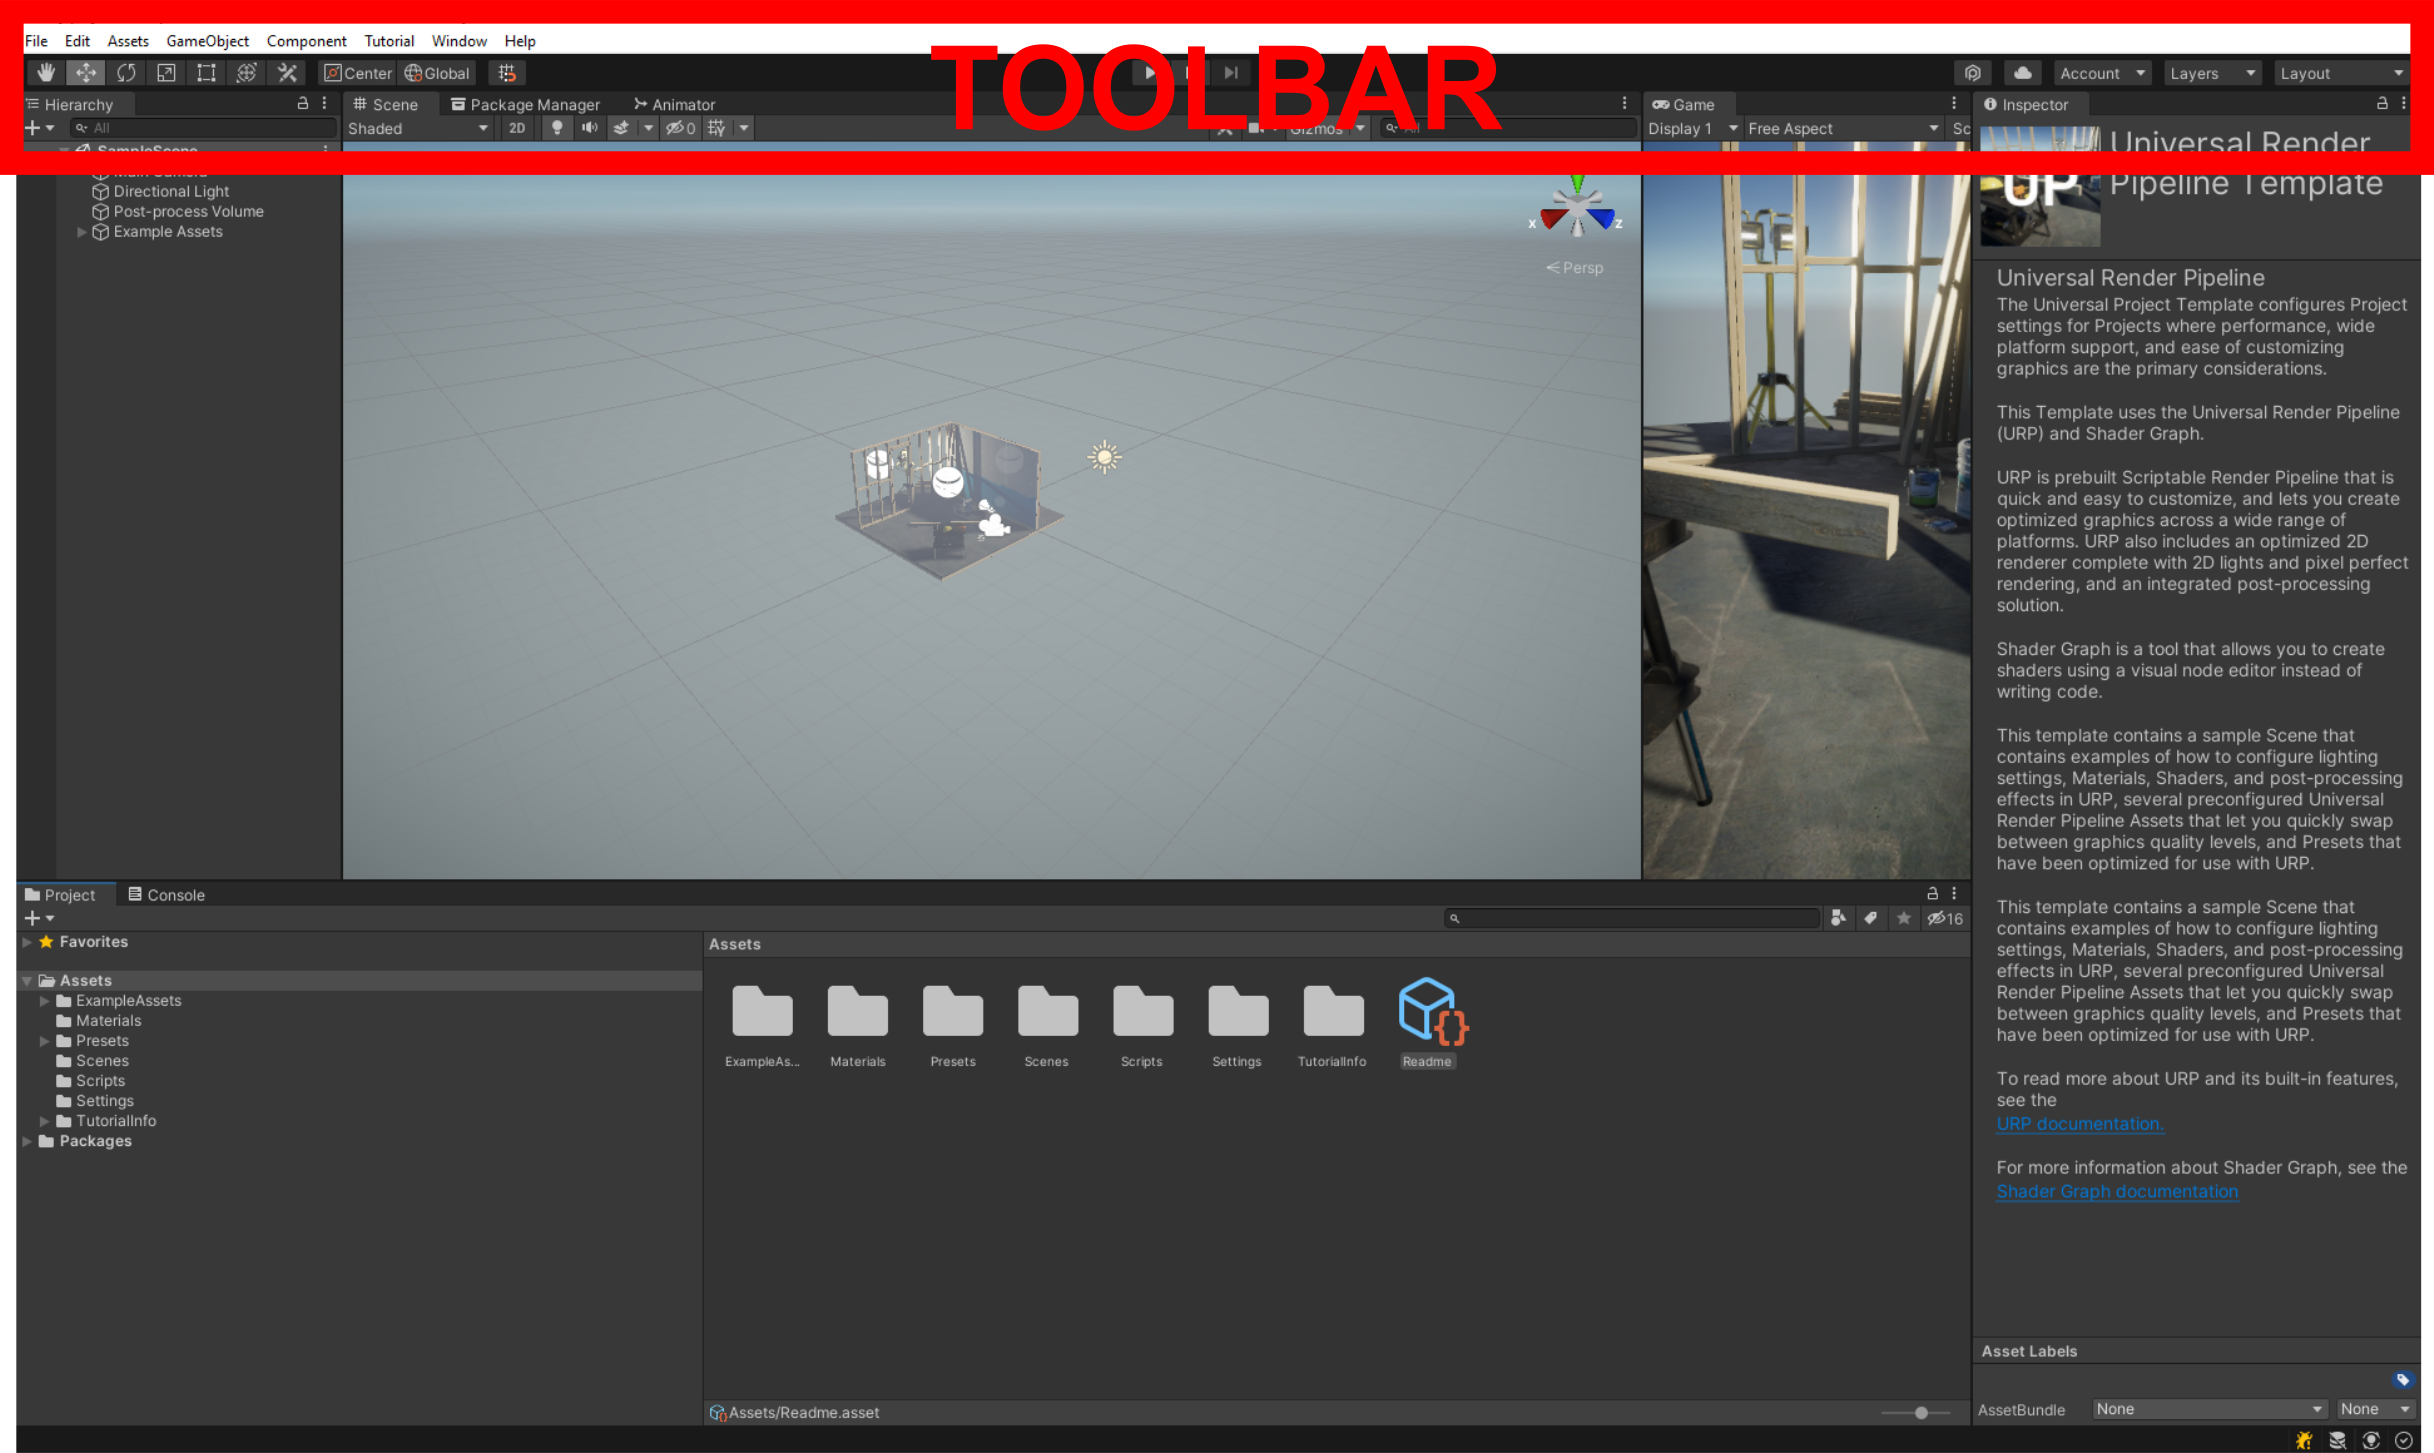 File Edit Assets GameObject Component Tutorial Window Help
TOOLBAR
Center Global
Account Layers Layout
Hierarchy
Scene Package Manager Animator
Game
Inspector
All
Shaded 2D 0
Gizmos All
Display 1 Free Aspect Sc
SampleScene
Main Camera
Directional Light
Post-process Volume
Example Assets
x z
Persp
UP
Universal Render
Pipeline Template
Universal Render Pipeline
The Universal Project Template configures Project
settings for Projects where performance, wide
platform support, and ease of customizing
graphics are the primary considerations.
This Template uses the Universal Render Pipeline
(URP) and Shader Graph.
URP is prebuilt Scriptable Render Pipeline that is
quick and easy to customize, and lets you create
optimized graphics across a wide range of
platforms. URP also includes an optimized 2D
renderer complete with 2D lights and pixel perfect
rendering, and an integrated post-processing
solution.
Shader Graph is a tool that allows you to create
shaders using a visual node editor instead of
writing code.
This template contains a sample Scene that
contains examples of how to configure lighting
settings, Materials, Shaders, and post-processing
effects in URP, several preconfigured Universal
Render Pipeline Assets that let you quickly swap
between graphics quality levels, and Presets that
have been optimized for use with URP.
This template contains a sample Scene that
contains examples of how to configure lighting
settings, Materials, Shaders, and post-processing
effects in URP, several preconfigured Universal
Render Pipeline Assets that let you quickly swap
between graphics quality levels, and Presets that
have been optimized for use with URP.
To read more about URP and its built-in features,
see the
URP documentation.
For more information about Shader Graph, see the
Shader Graph documentation
Asset Labels
AssetBundle None None
Project Console
16
Favorites
Assets
ExampleAssets
Materials
Presets
Scenes
Scripts
Settings
TutorialInfo
Packages
Assets
ExampleAs... Materials Presets Scenes Scripts Settings TutorialInfo Readme
Assets/Readme.asset